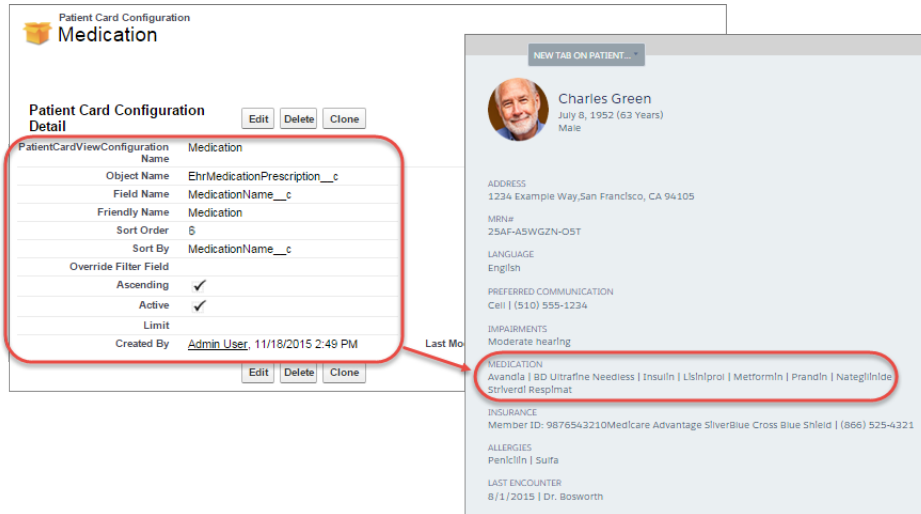 Patient Card Configuration
Medication
Patient Card Configuration
Detail
Edit Delete Clone
PatientCardViewConfiguration
Name Medication
Object Name EhrMedicationPrescription__c
Field Name MedicationName__c
Friendly Name Medication
Sort Order 6
Sort By MedicationName__c
Override Filter Field
Ascending ✓
Active ✓
Limit
Created By Admin User, 11/18/2015 2:49 PM
Last Mo
Edit Delete Clone
NEW TAB ON PATIENT...
Charles Green
July 8, 1952 (63 Years)
Male
ADDRESS
1234 Example Way,San Francisco, CA 94105
MRN#
25AF-A5WGZN-O5T
LANGUAGE
English
PREFERRED COMMUNICATION
Cell | (510) 555-1234
IMPAIRMENTS
Moderate hearing
MEDICATION
Avandia | BD Ultrafine Needless | Insulin | Lisiniprol | Metformin | Prandin | Nateglilnide
Striverdi Respimat
INSURANCE
Member ID: 9876543210Medicare Advantage SilverBlue Cross Blue Shield | (866) 525-4321
ALLERGIES
Penicilin | Sulfa
LAST ENCOUNTER
8/1/2015 | Dr. Bosworth